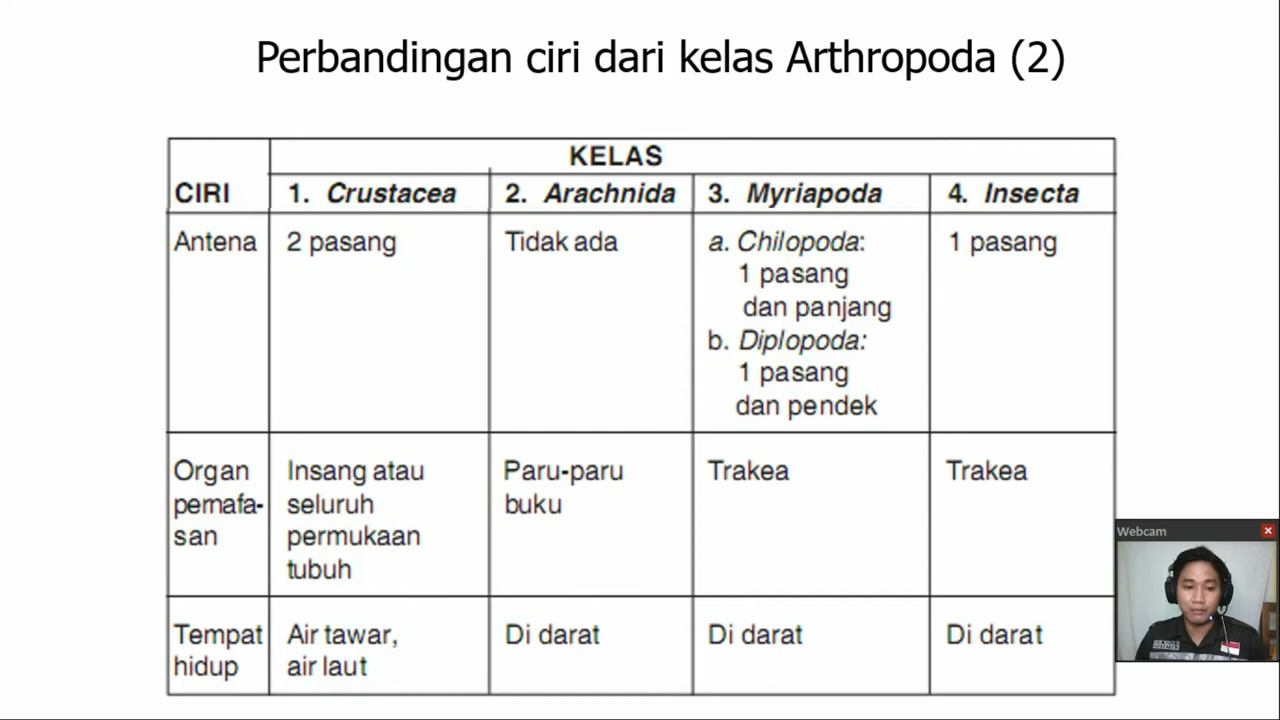 Perbandingan ciri dari kelas Arthropoda (2)
KELAS
CIRI
1. Crustacea
2. Arachnida
3. Myriapoda
4. Insecta
Antena
2 pasang
Tidak ada
a. Chilopoda:
1 pasang
dan panjang
b. Diplopoda:
1 pasang
dan pendek
1 pasang
Organ
pernafa-
san
Insang atau
seluruh
permukaan
tubuh
Paru-paru
buku
Trakea
Trakea
Tempat
hidup
Air tawar,
air laut
Di darat
Di darat
Di darat
Webcam